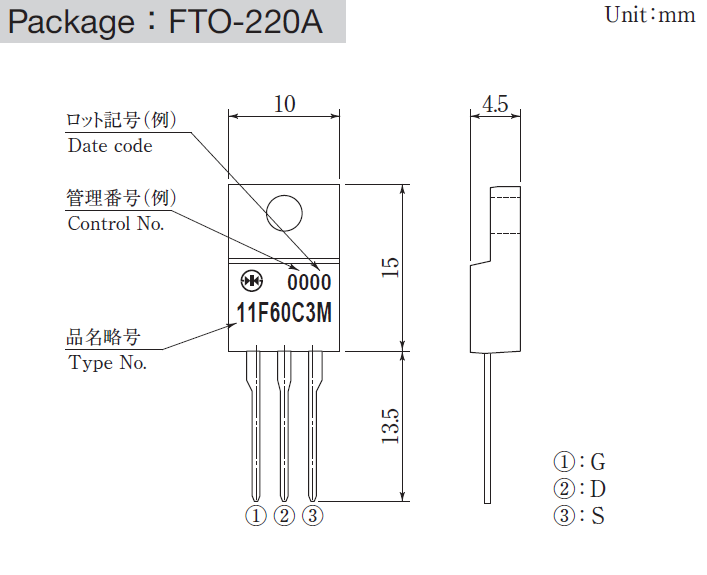 Package : FTO-220A
Unit:mm
10
4.5
ロット記号(例)
Date code
管理番号(例)
Control No.
0000
11F60C3M
品名略号
Type No.
15
13.5
①:G
②:D
③:S
① ② ③